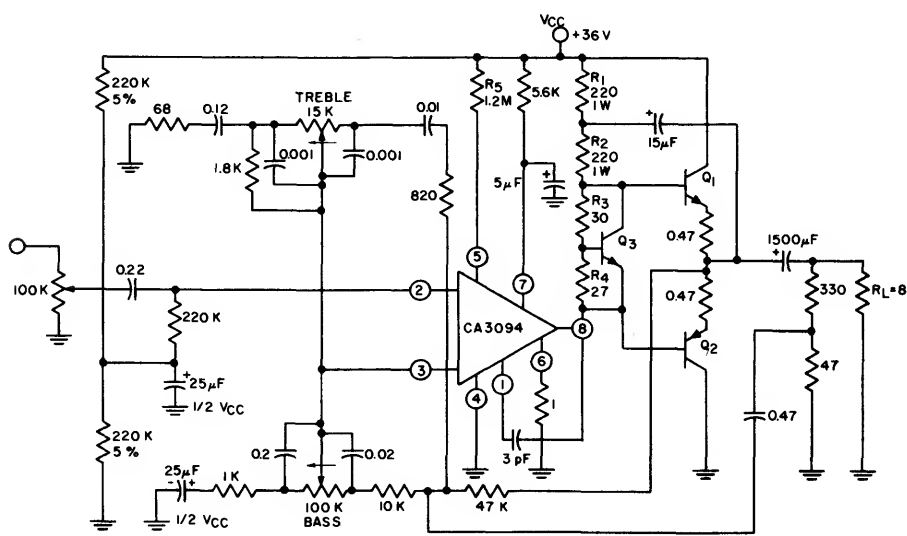 VCC
+36 V
220 K
5%
68
0.12
TREBLE
15 K
0.01
R5
1.2M
5.6K
R1
220
1W
15µF
1.8K
0.001
0.001
820
5µF
R2
220
1W
Q1
R3
30
Q3
0.47
1500µF
100K
0.22
220 K
2
5
7
R4
27
CA3094
8
0.47
330
RL=8
Q2
3
6
1
4
1
47
25µF
1/2 VCC
3 pF
0.47
220 K
5%
25µF
1K
0.2
0.02
100K
BASS
10K
47 K
1/2 VCC